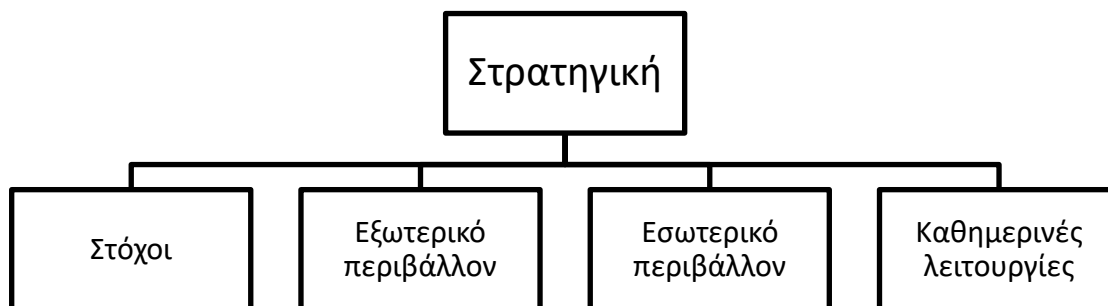 Στρατηγική
Στόχοι
Εξωτερικό
περιβάλλον
Εσωτερικό
περιβάλλον
Καθημερινές
λειτουργίες